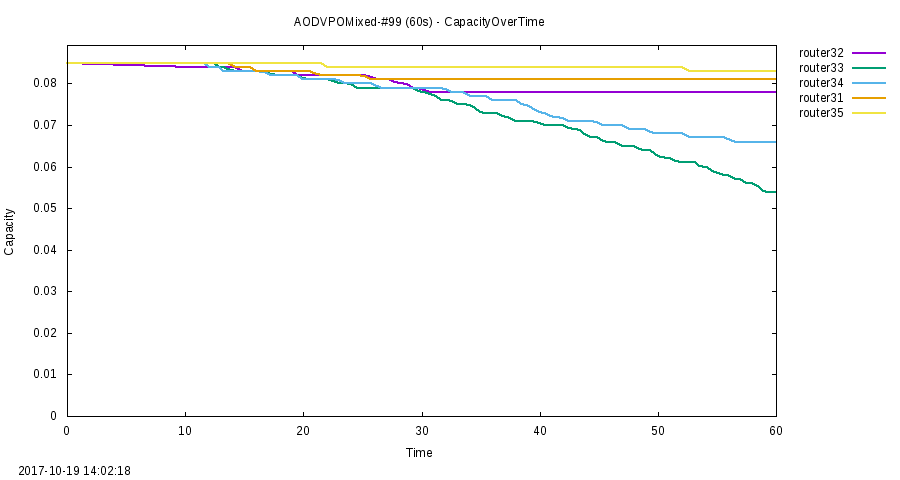 AODVPOMixed-#99 (60s) - CapacityOverTime
router32
router33
router34
router31
router35
0.08
0.07
0.06
0.05
0.04
0.03
0.02
0.01
0
Capacity
0 10 20 30 40 50 60
Time
2017-10-19 14:02:18